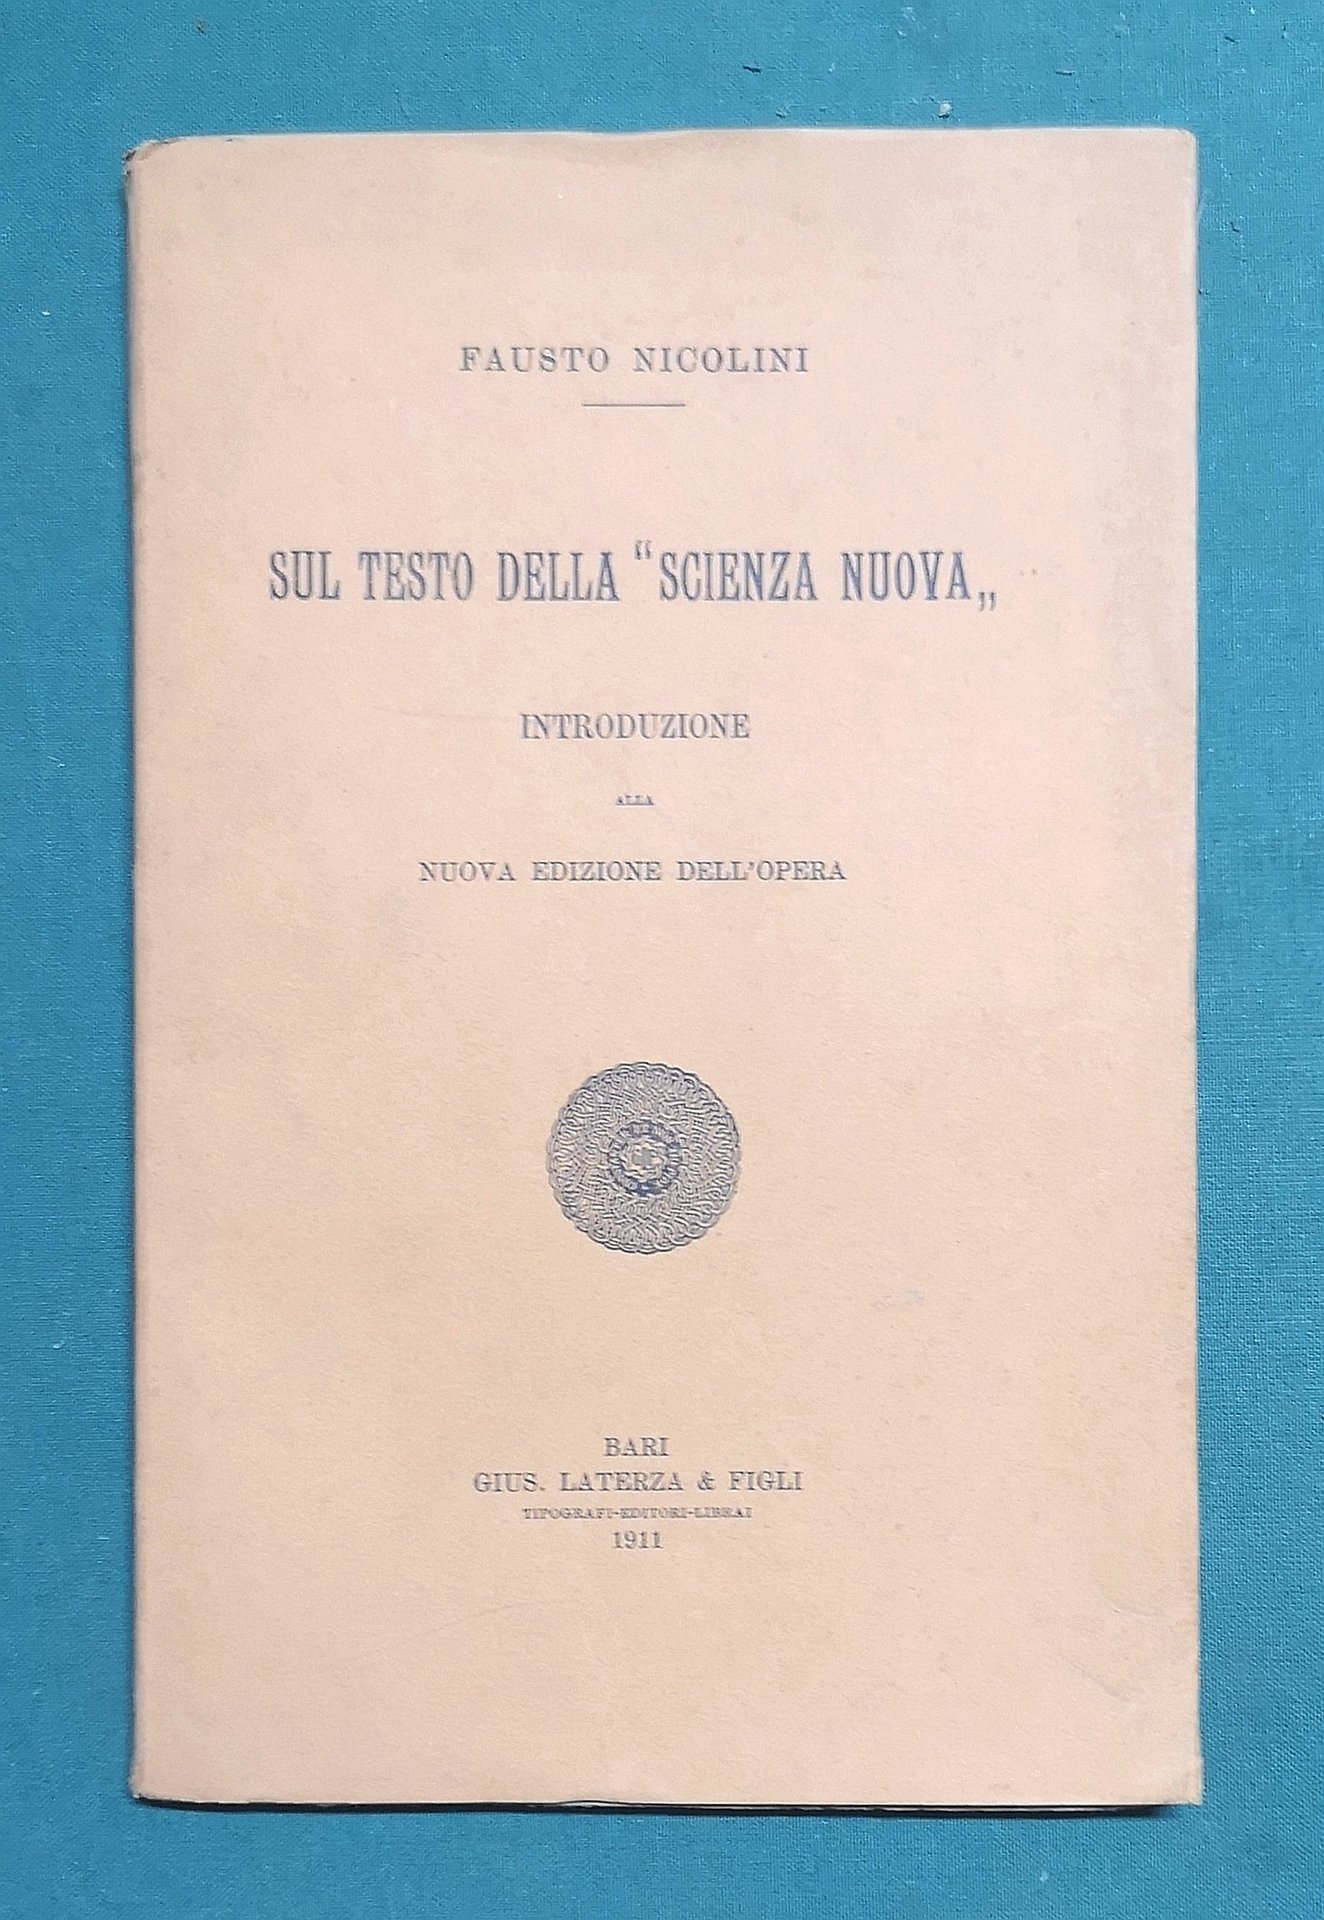 FAUSTO NICOLINI
SUL TESTO DELLA “SCIENZA NUOVA„
INTRODUZIONE
ALLA
NUOVA EDIZIONE DELL'OPERA
BARI
GIUS. LATERZA & FIGLI
TIPOGRAFI-EDITORI-LIBRAI
1911